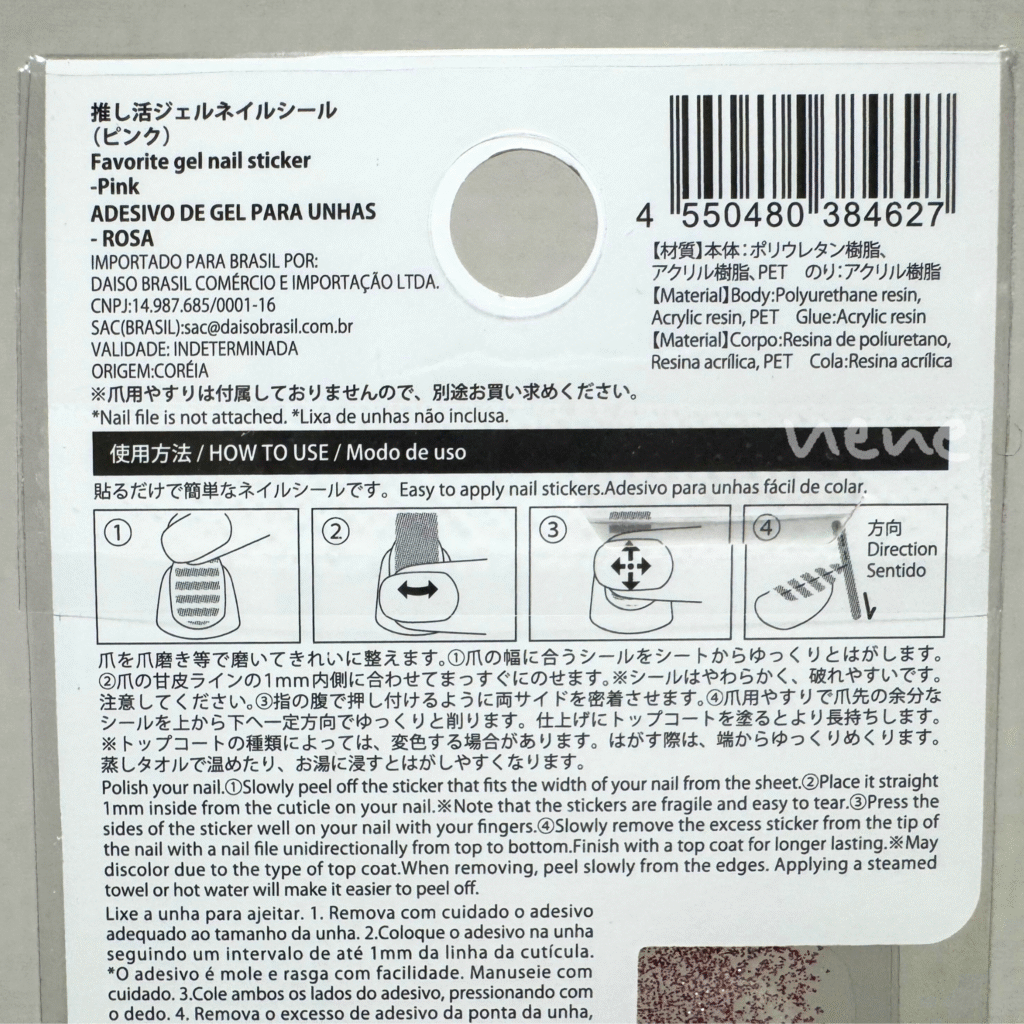 推し活ジェルネイルシール
（ピンク）
Favorite gel nail sticker
-Pink
ADESIVO DE GEL PARA UNHAS
- ROSA
IMPORTADO PARA BRASIL POR:
DAISO BRASIL COMÉRCIO E IMPORTAÇÃO LTDA.
CNPJ:14.987.685/0001-16
SAC(BRASIL):sac@daisobrasil.com.br
VALIDADE: INDETERMINADA
ORIGEM:CORÉIA
4 550480 384627
【材質】本体：ポリウレタン樹脂、
アクリル樹脂、PET　のり：アクリル樹脂
【Material】Body:Polyurethane resin,
Acrylic resin, PET　Glue:Acrylic resin
【Material】Corpo:Resina de poliuretano,
Resina acrílica, PET　Cola:Resina acrílica
※爪用やすりは付属しておりませんので、別途お買い求めください。
*Nail file is not attached. *Lixa de unhas não inclusa.
nene
使用方法 / HOW TO USE / Modo de uso
貼るだけで簡単なネイルシールです。Easy to apply nail stickers.Adesivo para unhas fácil de colar.
①
②
③
④
方向
Direction
Sentido
爪を爪磨き等で磨いてきれいに整えます。①爪の幅に合うシールをシートからゆっくりとはがします。
②爪の甘皮ラインの1mm内側に合わせてまっすぐにのせます。※シールはやわらかく、破れやすいです。
注意してください。③指の腹で押し付けるように両サイドを密着させます。④爪用やすりで爪先の余分な
シールを上から下へ一定方向でゆっくりと削ります。仕上げにトップコートを塗るとより長持ちします。
※トップコートの種類によっては、変色する場合があります。はがす際は、端からゆっくりめくります。
蒸しタオルで温めたり、お湯に浸すとはがしやすくなります。
Polish your nail.①Slowly peel off the sticker that fits the width of your nail from the sheet.②Place it straight
1mm inside from the cuticle on your nail.※Note that the stickers are fragile and easy to tear.③Press the
sides of the sticker well on your nail with your fingers.④Slowly remove the excess sticker from the tip of
the nail with a nail file unidirectionally from top to bottom.Finish with a top coat for longer lasting.※May
discolor due to the type of top coat.When removing, peel slowly from the edges. Applying a steamed
towel or hot water will make it easier to peel off.
Lixe a unha para ajeitar. 1. Remova com cuidado o adesivo
adequado ao tamanho da unha. 2.Coloque o adesivo na unha
seguindo um intervalo de até 1mm da linha da cutícula.
*O adesivo é mole e rasga com facilidade. Manuseie com
cuidado. 3.Cole ambos os lados do adesivo, pressionando com
o dedo. 4. Remova o excesso de adesivo da ponta da unha,